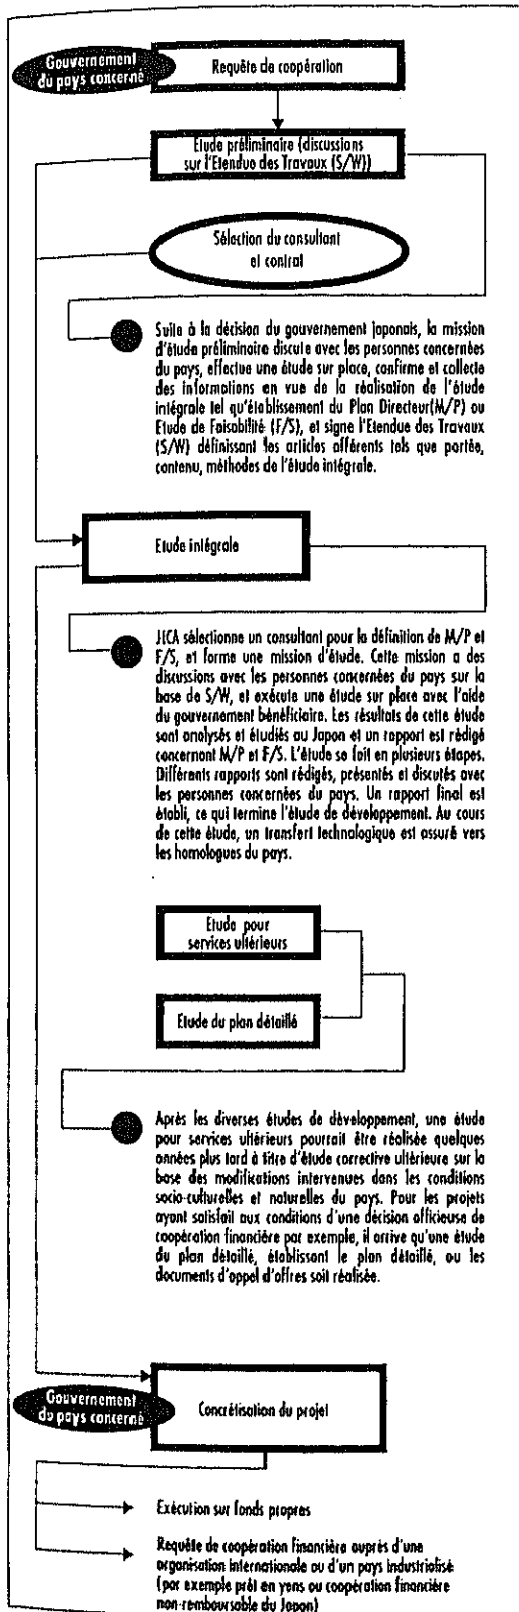 Gouvernement
du pays concerné
Requête de coopération
Etude préliminaire (discussions
sur l'Etendue des Travaux (S/W))
Sélection du consultant
et contrat
Suite à la décision du gouvernement japonais, la mission
d'étude préliminaire discute avec les personnes concernées
du pays, effectue une étude sur place, confirme et collecte
des informations en vue de la réalisation de l'étude
intégrale tel qu'établissement du Plan Directeur(M/P) ou
Etude de Faisabilité (F/S), et signe l'Etendue des Travaux
(S/W) définissant les articles afférents tels que portée,
contenu, méthodes de l'étude intégrale.
Etude intégrale
JICA sélectionne un consultant pour la définition de M/P et
F/S, et forme une mission d'étude. Cette mission a des
discussions avec les personnes concernées du pays sur la
base de S/W, et exécute une étude sur place avec l'aide
du gouvernement bénéficiaire. Les résultats de cette étude
sont analysés et étudiés au Japon et un rapport est rédigé
concernant M/P et F/S. L'étude se fait en plusieurs étapes.
Différents rapports sont rédigés, présentés et discutés avec
les personnes concernées du pays. Un rapport final est
établi, ce qui termine l'étude de développement. Au cours
de cette étude, un transfert technologique est assuré vers
les homologues du pays.
Etude pour
services ultérieurs
Etude du plan détaillé
Après les diverses études de développement, une étude
pour services ultérieurs pourrait être réalisée quelques
années plus tard à titre d'étude corrective ultérieure sur la
base des modifications intervenues dans les conditions
socio-culturelles et naturelles du pays. Pour les projets
ayant satisfait aux conditions d'une décision officieuse de
coopération financière par exemple, il arrive qu'une étude
du plan détaillé, établissant le plan détaillé, ou les
documents d'appel d'offres soit réalisée.
Gouvernement
du pays concerné
Concrétisation du projet
Exécution sur fonds propres
Requête de coopération financière auprès d'une
organisation internationale ou d'un pays industrialisé
(par exemple prêt en yens ou coopération financière
non-remboursable du Japon)